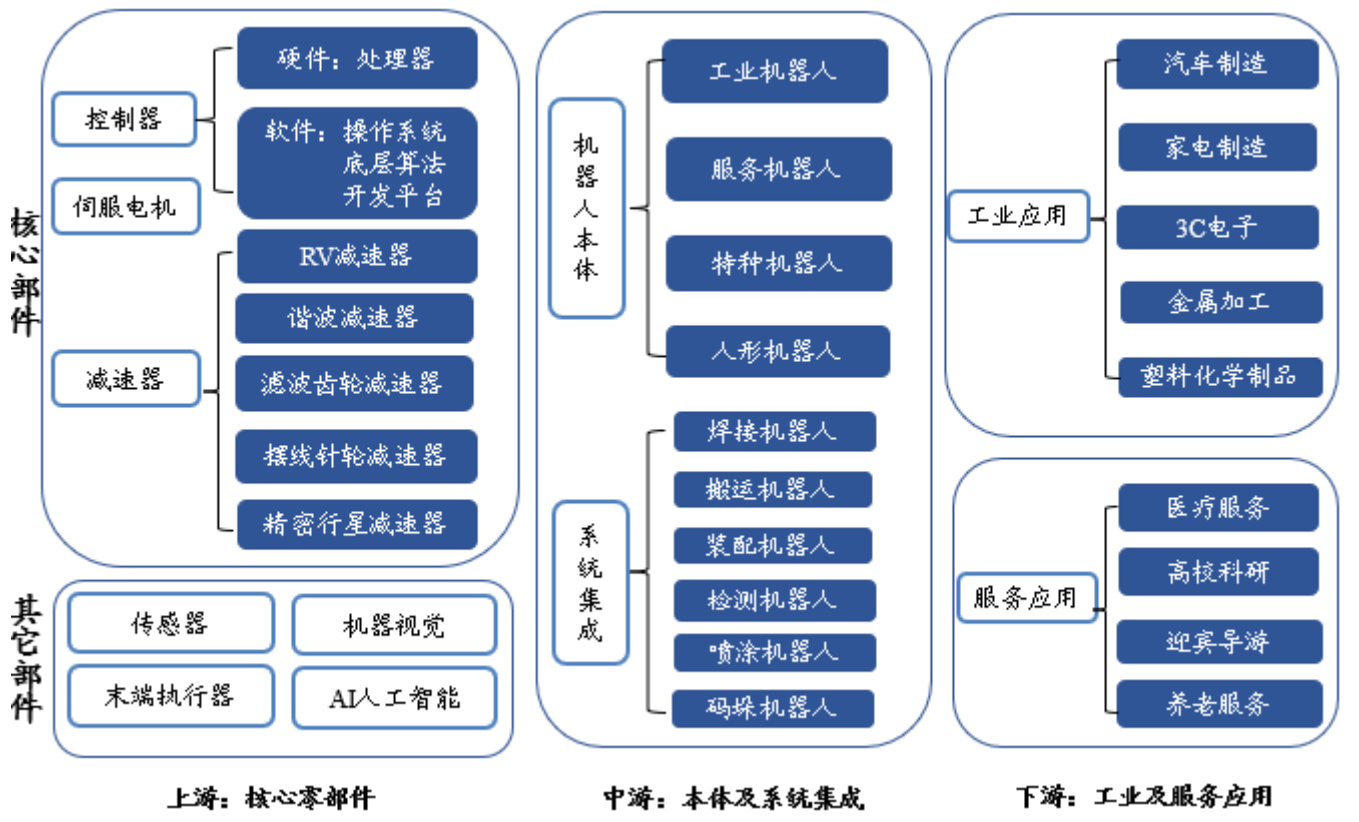 核心部件
控制器
硬件：处理器
软件：操作系统
底层算法
开发平台
伺服电机
减速器
RV减速器
谐波减速器
滤波齿轮减速器
摆线针轮减速器
精密行星减速器
其它部件
传感器
机器视觉
末端执行器
AI人工智能
上游：核心零部件
机器人本体
工业机器人
服务机器人
特种机器人
人形机器人
系统集成
焊接机器人
搬运机器人
装配机器人
检测机器人
喷涂机器人
码垛机器人
中游：本体及系统集成
工业应用
汽车制造
家电制造
3C电子
金属加工
塑料化学制品
服务应用
医疗服务
高校科研
迎宾导游
养老服务
下游：工业及服务应用